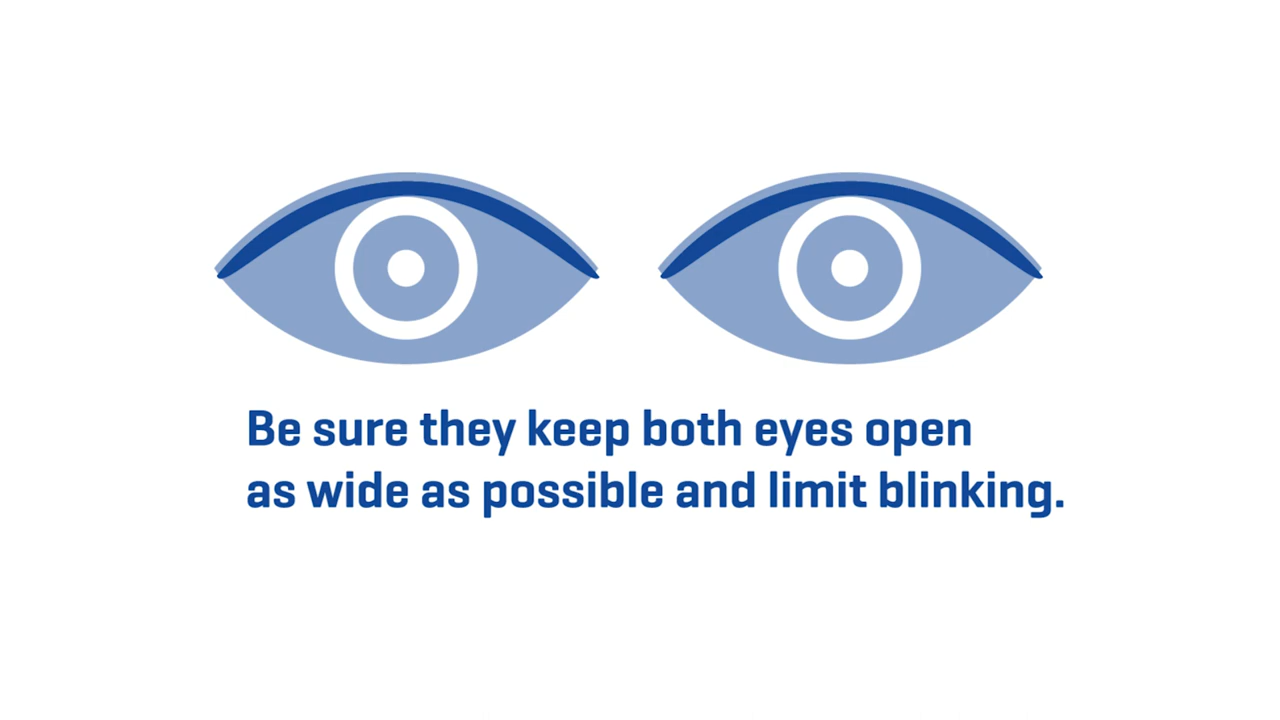 Be sure they keep both eyes open
as wide as possible and limit blinking.